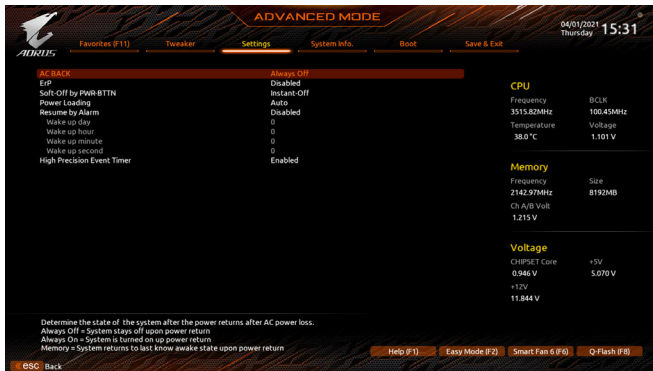 ADVANCED MODE
04/01/2021 Thursday 15:31
AORUS
Favorites (F11) Tweaker Settings System Info. Boot Save & Exit
AC BACK Always Off
ErP Disabled
Soft-Off by PWR-BTTN Instant-Off
Power Loading Auto
Resume by Alarm Disabled
Wake up day 0
Wake up hour 0
Wake up minute 0
Wake up second 0
High Precision Event Timer Enabled
CPU
Frequency BCLK
3515.82MHz 100.45MHz
Temperature Voltage
38.0 °C 1.101 V
Memory
Frequency Size
2142.97MHz 8192MB
Ch A/B Volt
1.215 V
Voltage
CHIPSET Core +5V
0.946 V 5.070 V
+12V
11.844 V
Determine the state of the system after the power returns after AC power loss.
Always Off = System stays off upon power return
Always On = System is turned on up power return
Memory = System returns to last know awake state upon power return
Help (F1) Easy Mode (F2) Smart Fan 6 (F6) Q-Flash (F8)
esc Back